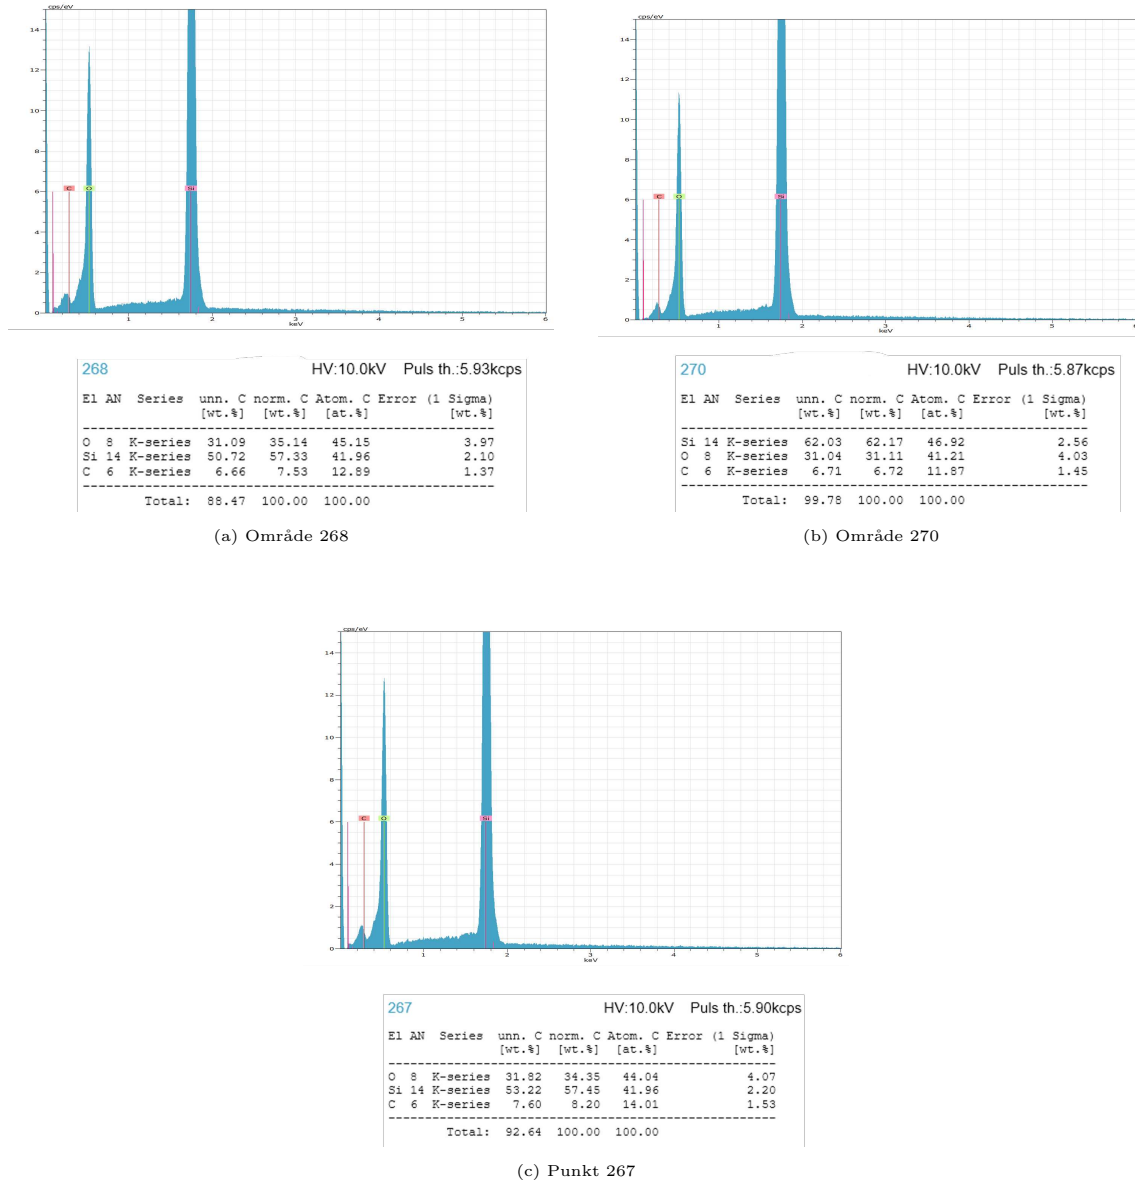 cps/eV
14
12
10
8
6
4
2
0
C
O
Si
1
2
3
4
5
6
keV
268 HV:10.0kV Puls th.:5.93kcps
El AN Series unn. C norm. C Atom. C Error (1 Sigma)
[wt.%] [wt.%] [at.%] [wt.%]
O 8 K-series 31.09 35.14 45.15 3.97
Si 14 K-series 50.72 57.33 41.96 2.10
C 6 K-series 6.66 7.53 12.89 1.37
Total: 88.47 100.00 100.00
(a) Område 268
cps/eV
14
12
10
8
6
4
2
0
C
O
Si
1
2
3
4
5
6
keV
270 HV:10.0kV Puls th.:5.87kcps
El AN Series unn. C norm. C Atom. C Error (1 Sigma)
[wt.%] [wt.%] [at.%] [wt.%]
Si 14 K-series 62.03 62.17 46.92 2.56
O 8 K-series 31.04 31.11 41.21 4.03
C 6 K-series 6.71 6.72 11.87 1.45
Total: 99.78 100.00 100.00
(b) Område 270
cps/eV
14
12
10
8
6
4
2
0
C
O
Si
1
2
3
4
5
6
keV
267 HV:10.0kV Puls th.:5.90kcps
El AN Series unn. C norm. C Atom. C Error (1 Sigma)
[wt.%] [wt.%] [at.%] [wt.%]
O 8 K-series 31.82 34.35 44.04 4.07
Si 14 K-series 53.22 57.45 41.96 2.20
C 6 K-series 7.60 8.20 14.01 1.53
Total: 92.64 100.00 100.00
(c) Punkt 267